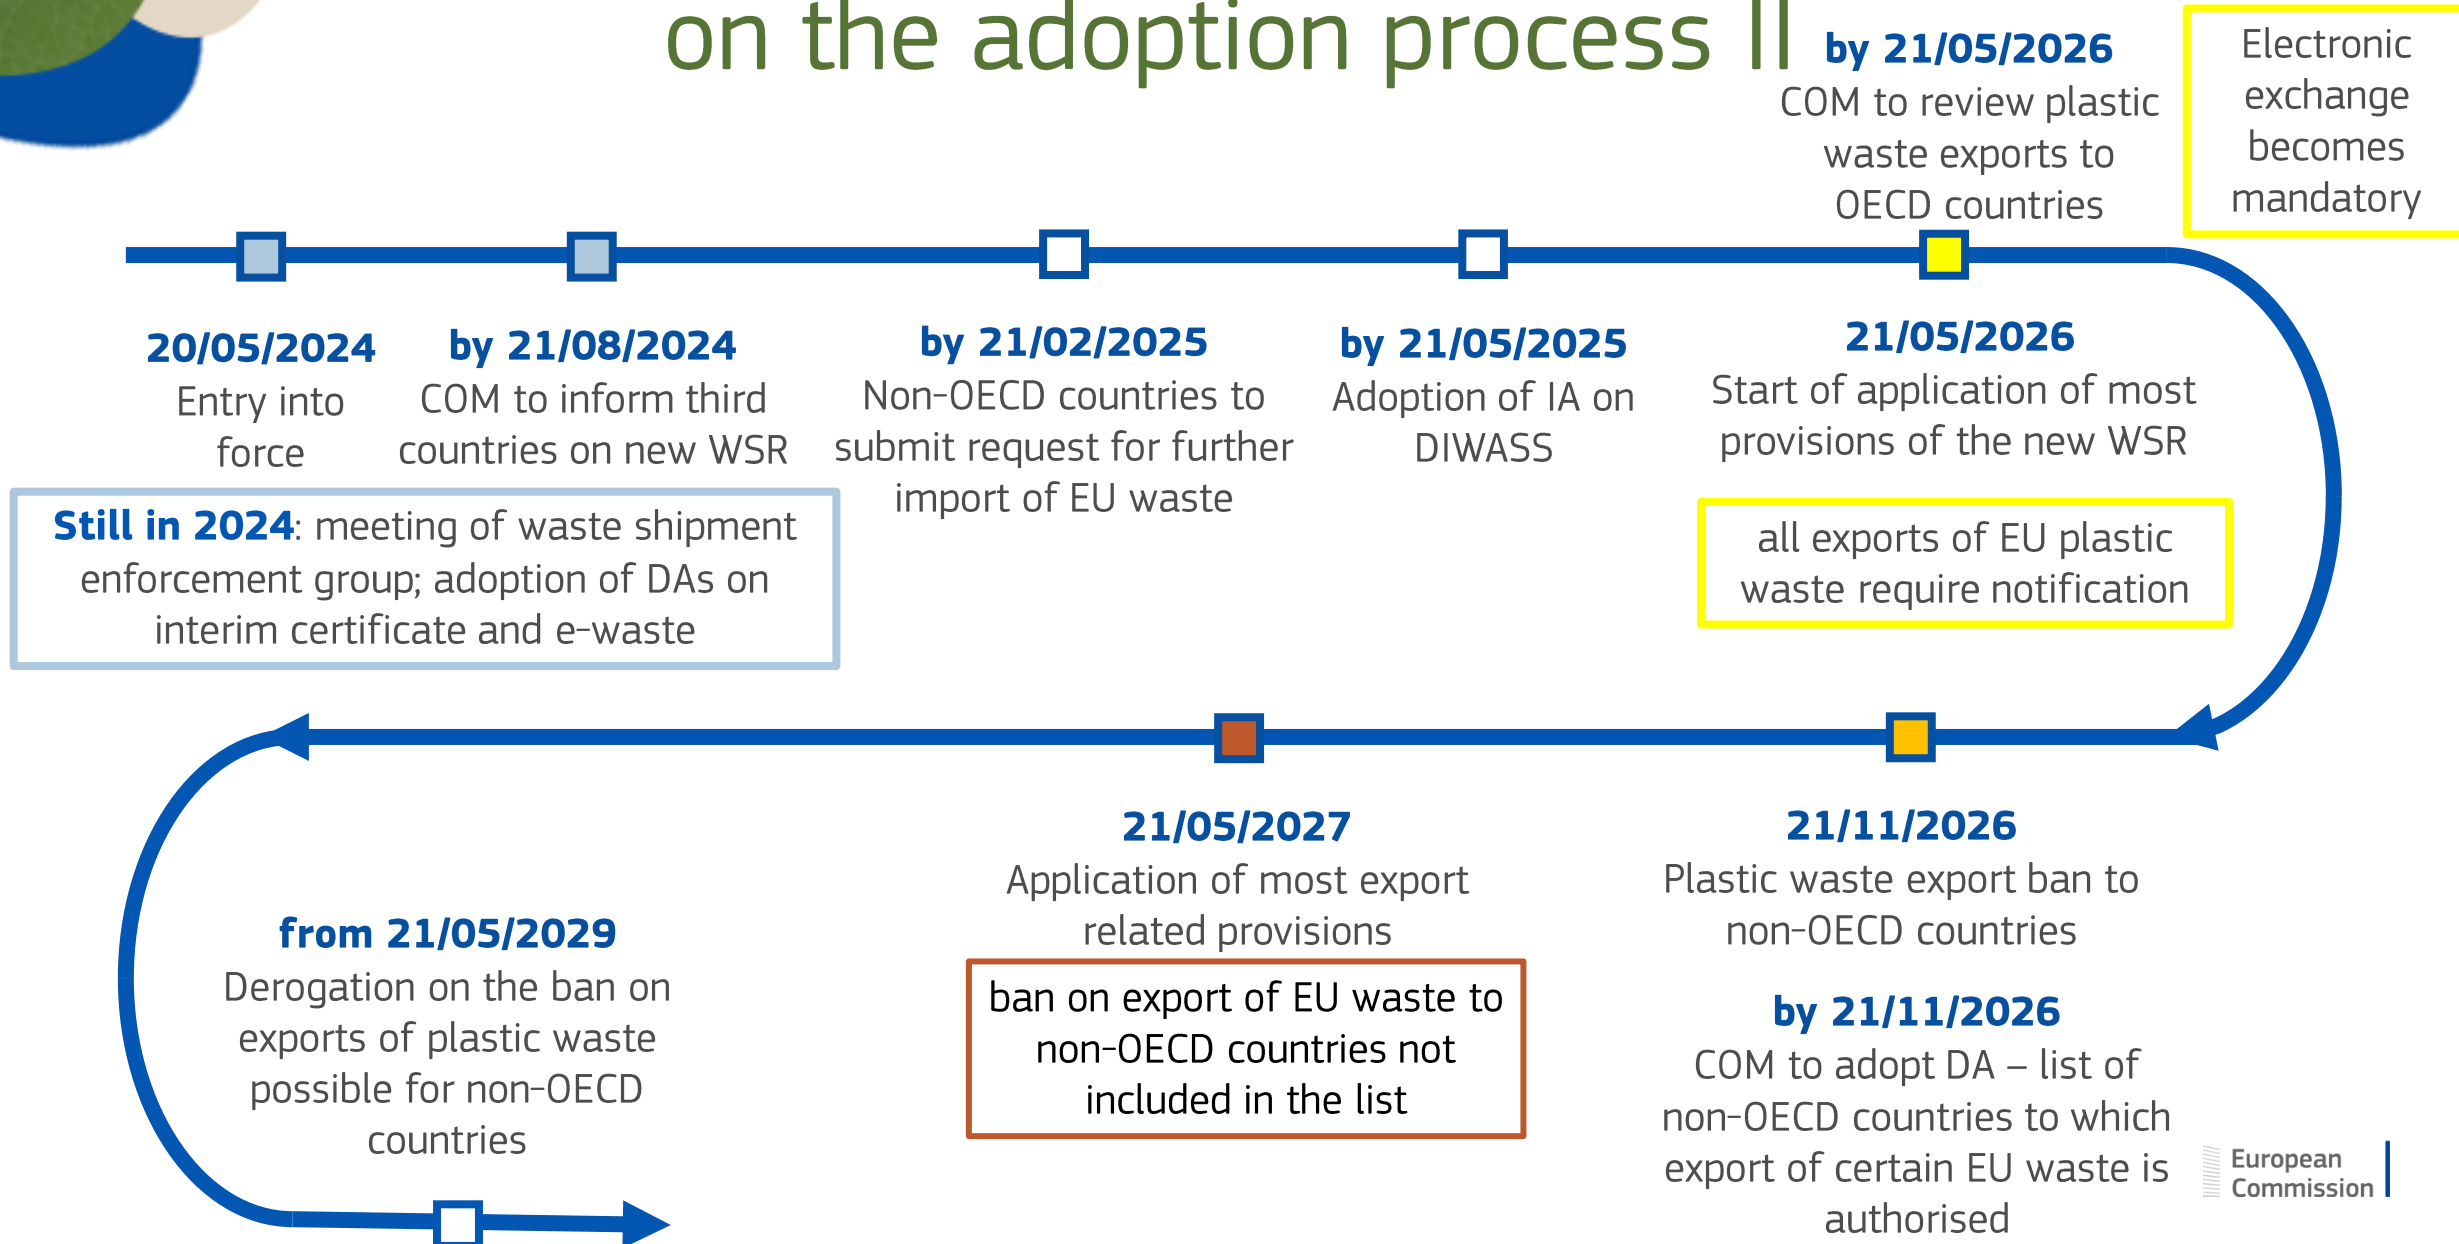 on the adoption process II
by 21/05/2026
COM to review plastic
waste exports to
OECD countries
Electronic
exchange
becomes
mandatory
20/05/2024
Entry into
force
by 21/08/2024
COM to inform third
countries on new WSR
by 21/02/2025
Non-OECD countries to
submit request for further
import of EU waste
by 21/05/2025
Adoption of IA on
DIWASS
21/05/2026
Start of application of most
provisions of the new WSR
Still in 2024: meeting of waste shipment
enforcement group; adoption of DAs on
interim certificate and e-waste
all exports of EU plastic
waste require notification
21/11/2026
Plastic waste export ban to
non-OECD countries
by 21/11/2026
COM to adopt DA – list of
non-OECD countries to which
export of certain EU waste is
authorised
21/05/2027
Application of most export
related provisions
ban on export of EU waste to
non-OECD countries not
included in the list
from 21/05/2029
Derogation on the ban on
exports of plastic waste
possible for non-OECD
countries
European
Commission